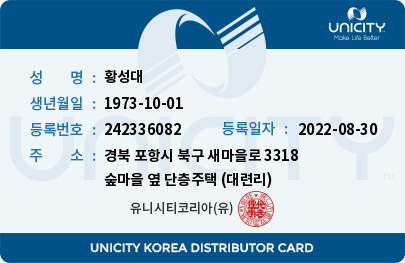 UNICITY
Make Life Better
성 명 : 황성대
생년월일 : 1973-10-01
등록번호 : 242336082 등록일자 : 2022-08-30
주 소 : 경북 포항시 북구 새마을로 3318
숲마을 옆 단층주택 (대련리)
UNICITY
TM
유니시티코리아(유)
UNICITY KOREA DISTRIBUTOR CARD